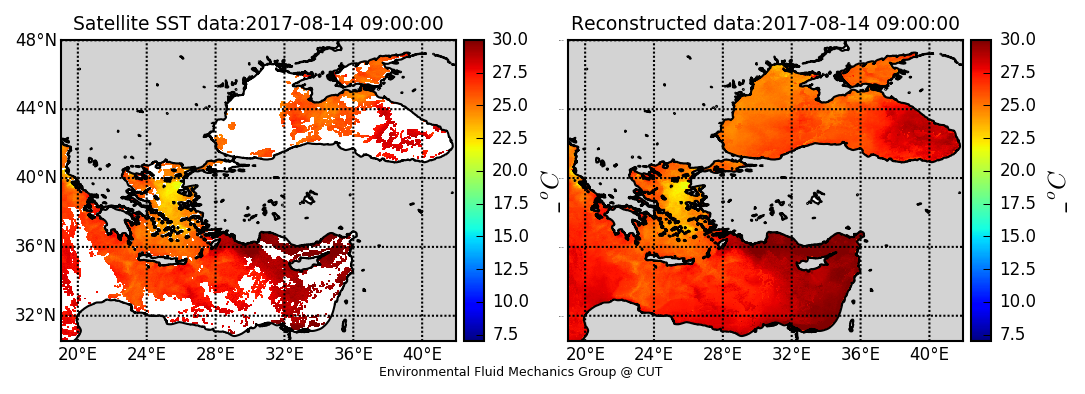 Satellite SST data:2017-08-14 09:00:00
48°N
44°N
40°N
36°N
32°N
20°E 24°E 28°E 32°E 36°E 40°E
30.0
27.5
25.0
22.5
20.0
17.5
15.0
12.5
10.0
7.5
_ °C
Reconstructed data:2017-08-14 09:00:00
20°E 24°E 28°E 32°E 36°E 40°E
30.0
27.5
25.0
22.5
20.0
17.5
15.0
12.5
10.0
7.5
_ °C
Environmental Fluid Mechanics Group @ CUT